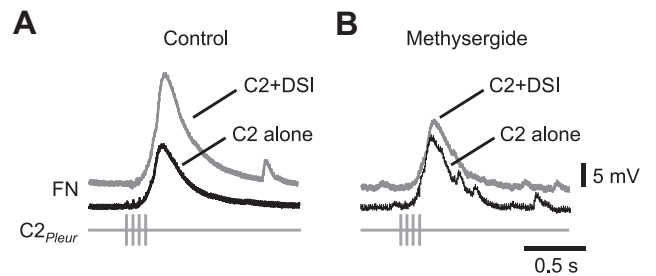 A
Control
C2+DSI
C2 alone
FN
C2Pleur
B
Methysergide
C2+DSI
C2 alone
5 mV
0.5 s